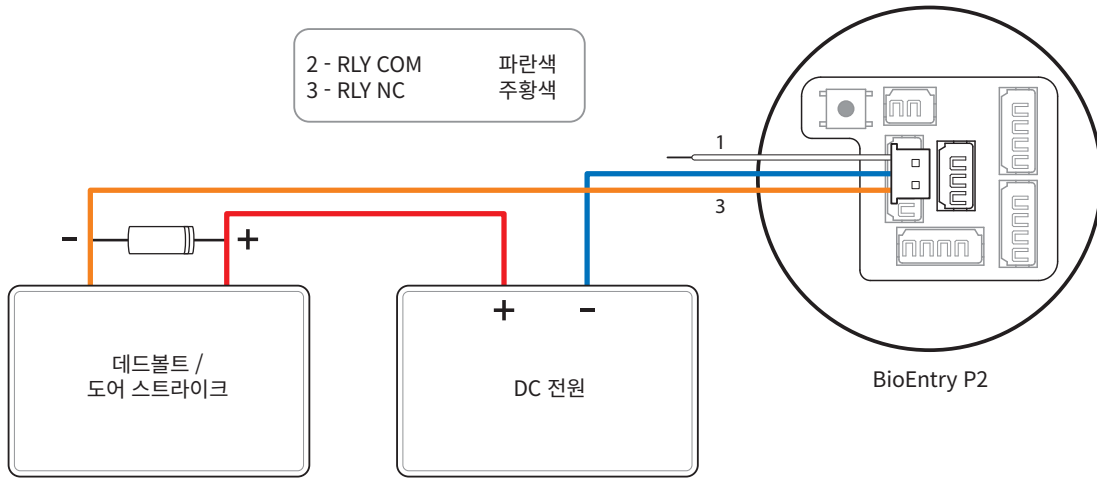 2 - RLY COM 파란색
3 - RLY NC 주황색
1
3
- +
+ -
데드볼트 /
도어 스트라이크
DC 전원
BioEntry P2